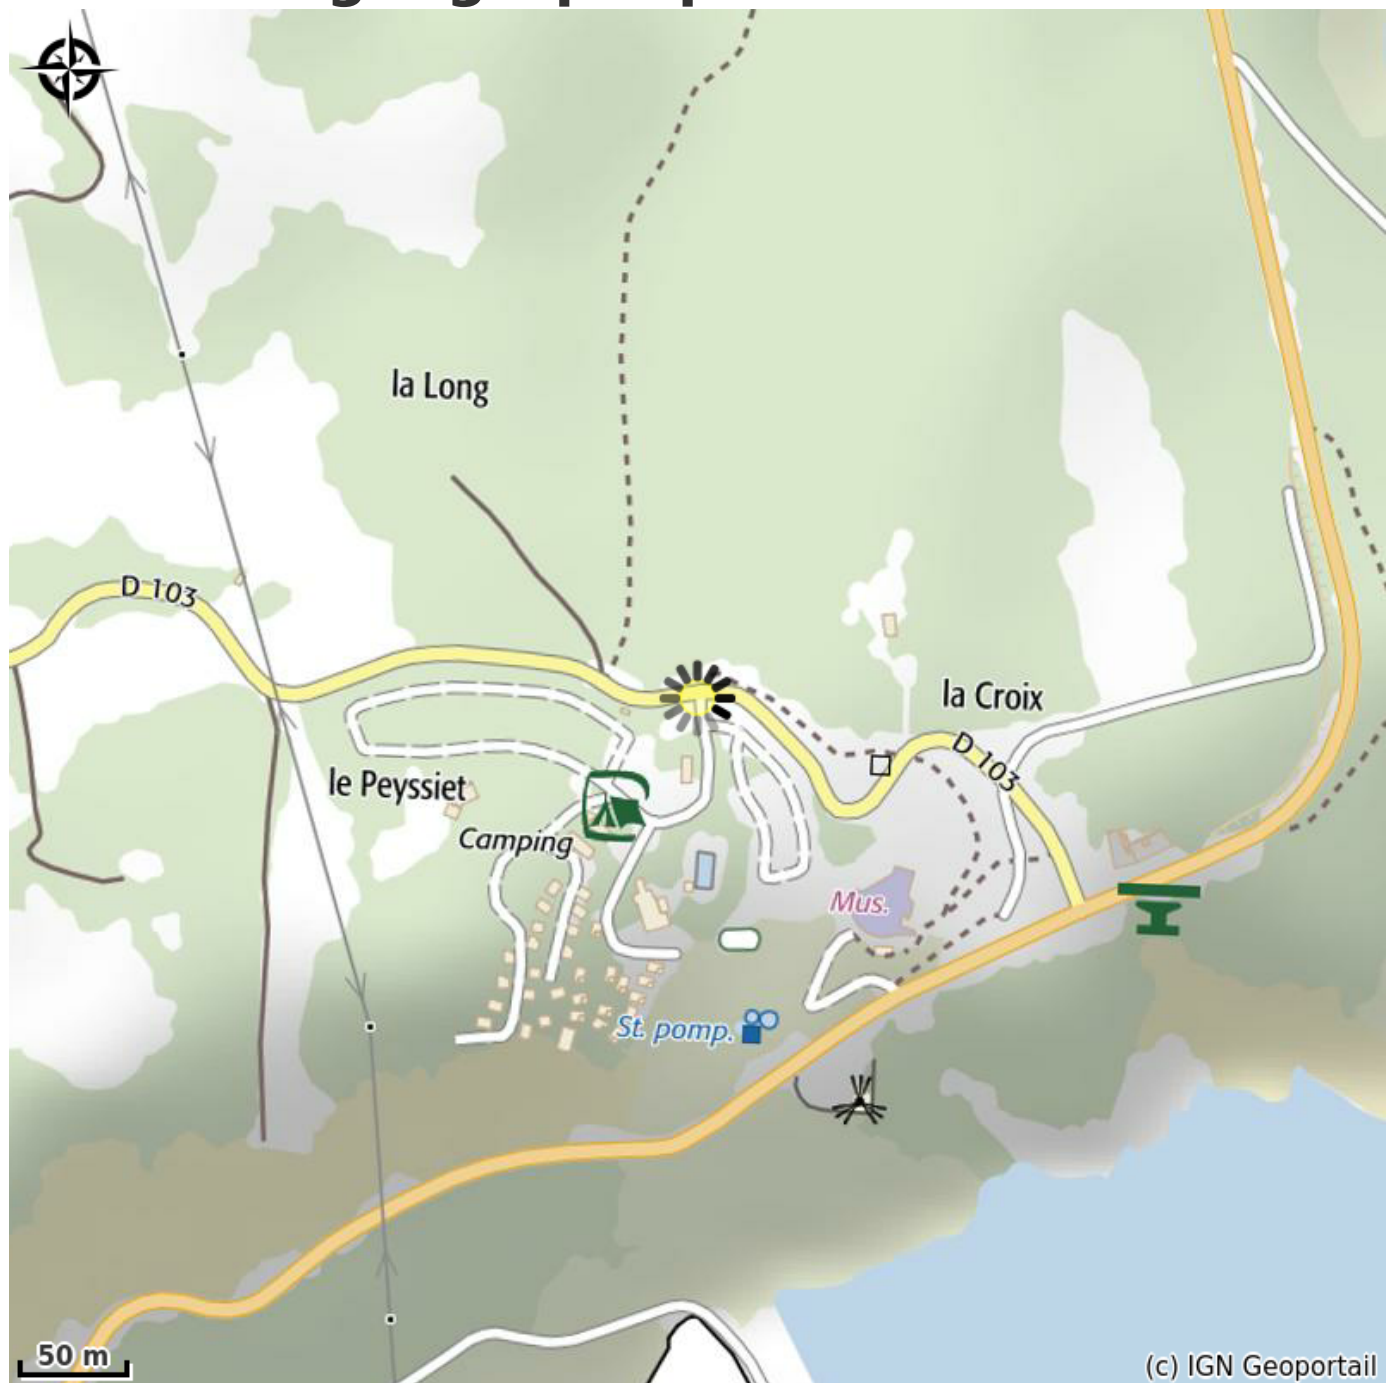 la Long
D 103
la Croix
D 103
le Peyssiet
Camping
Mus.
St. pomp.
50 m
(c) IGN Geoportail